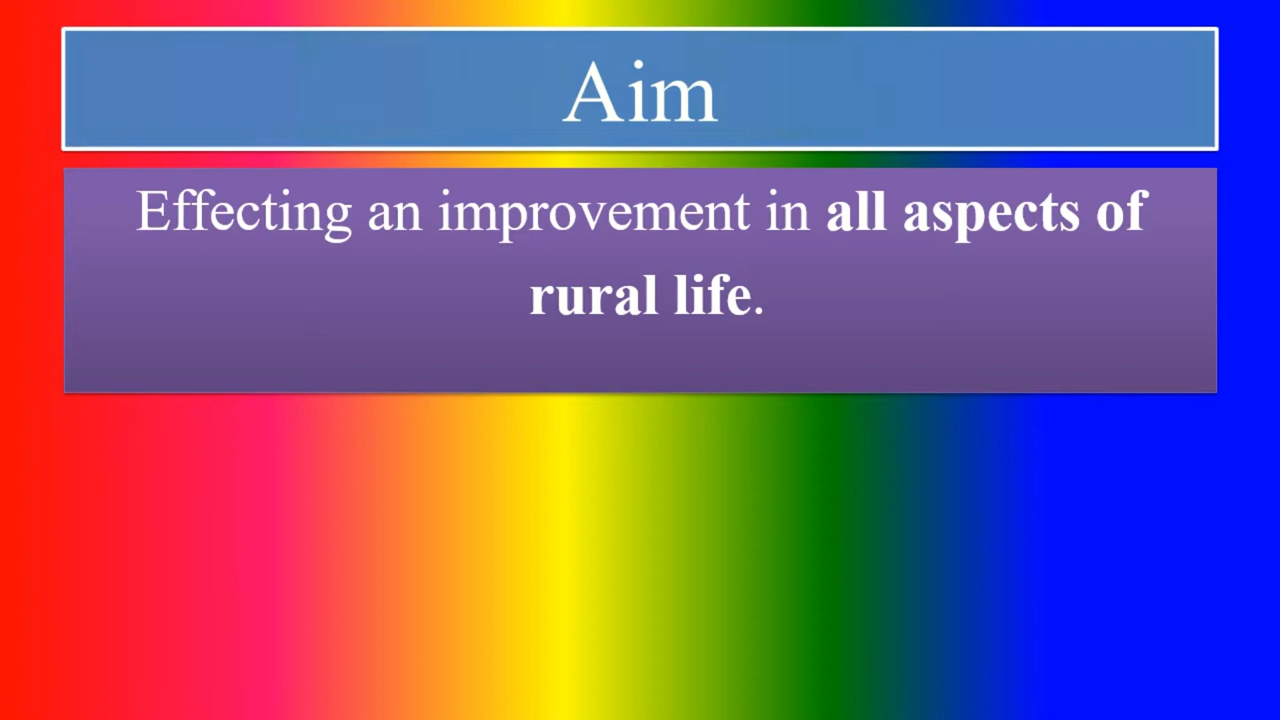 Aim
Effecting an improvement in all aspects of
rural life.